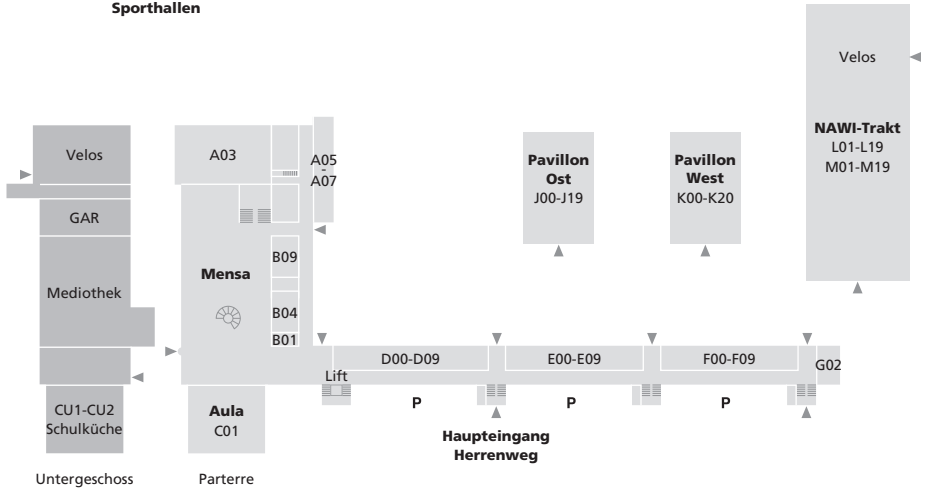 Sporthallen
Velos
GAR
Mediothek
CU1-CU2
Schulküche
Untergeschoss
A03
A05
-
A07
Mensa
B09
B04
B01
Lift
Aula
C01
Parterre
D00-D09
E00-E09
F00-F09
G02
P
P
P
Haupteingang
Herrenweg
Pavillon
Ost
J00-J19
Pavillon
West
K00-K20
Velos
NAWI-Trakt
L01-L19
M01-M19